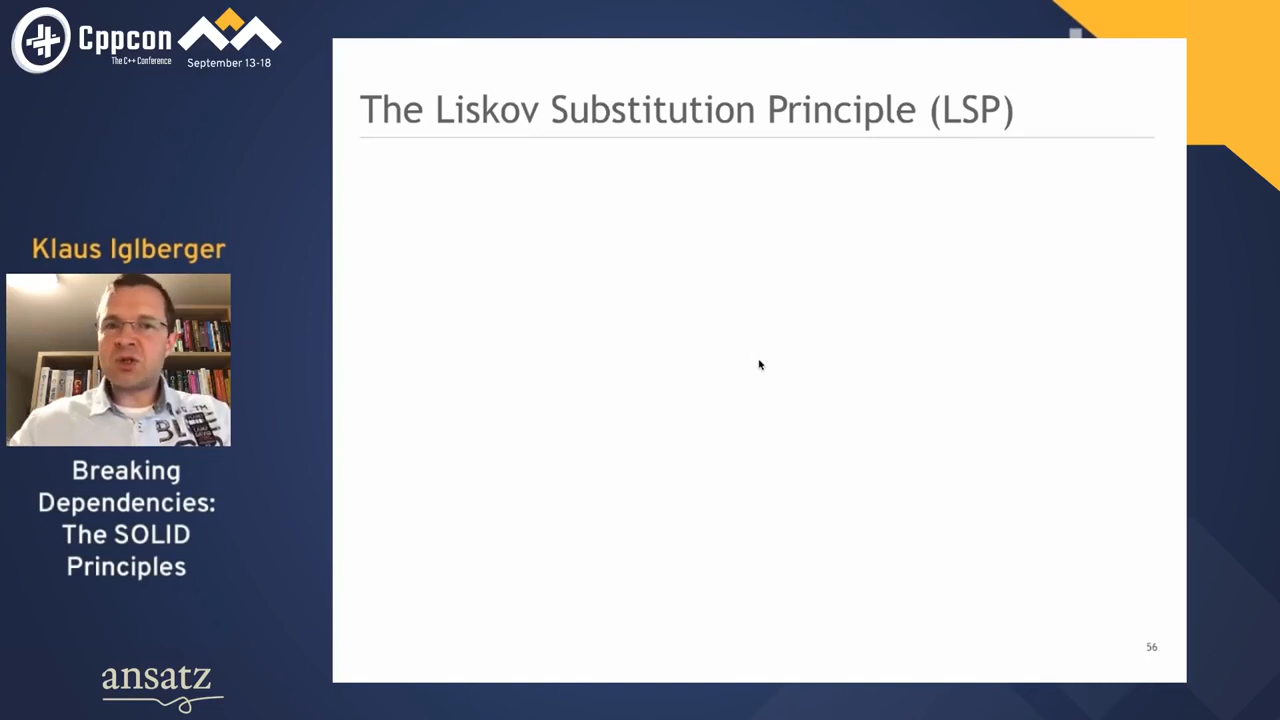 Cppcon
The C++ Conference
September 13-18
The Liskov Substitution Principle (LSP)
Klaus Iglberger
Breaking
Dependencies:
The SOLID
Principles
56
ansatz